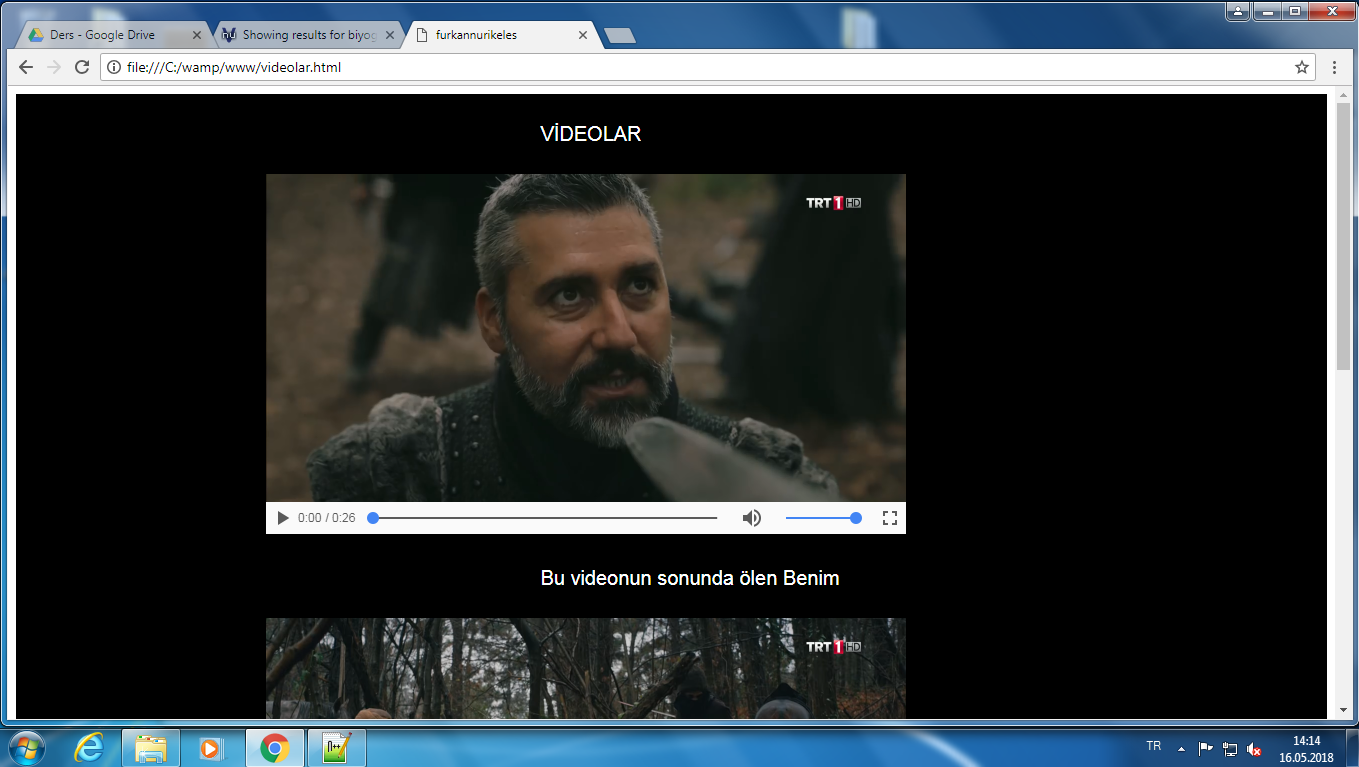 Ders - Google Drive
Showing results for biyog
furkannurikeles
file:///C:/wamp/www/videolar.html
VİDEOLAR
TRT 1 HD
0:00 / 0:26
Bu videonun sonunda ölen Benim
TRT 1 HD
TR
14:14
16.05.2018